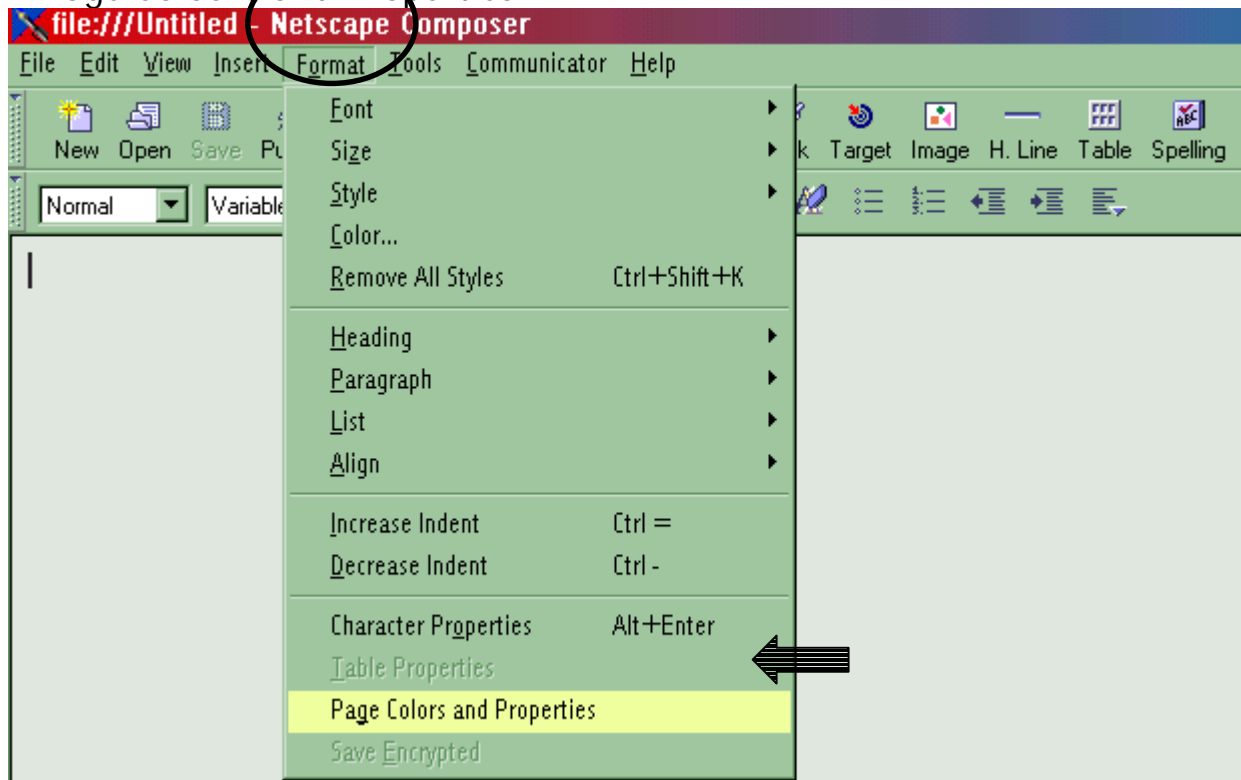 file:///Untitled - Netscape Composer
File Edit View Insert Format Tools Communicator Help
New Open Save Target Image H. Line Table Spelling
Normal Variable
Font
Size
Style
Color...
Remove All Styles Ctrl+Shift+K
Heading
Paragraph
List
Align
Increase Indent Ctrl =
Decrease Indent Ctrl -
Character Properties Alt+Enter
Table Properties
Page Colors and Properties
Save Encrypted